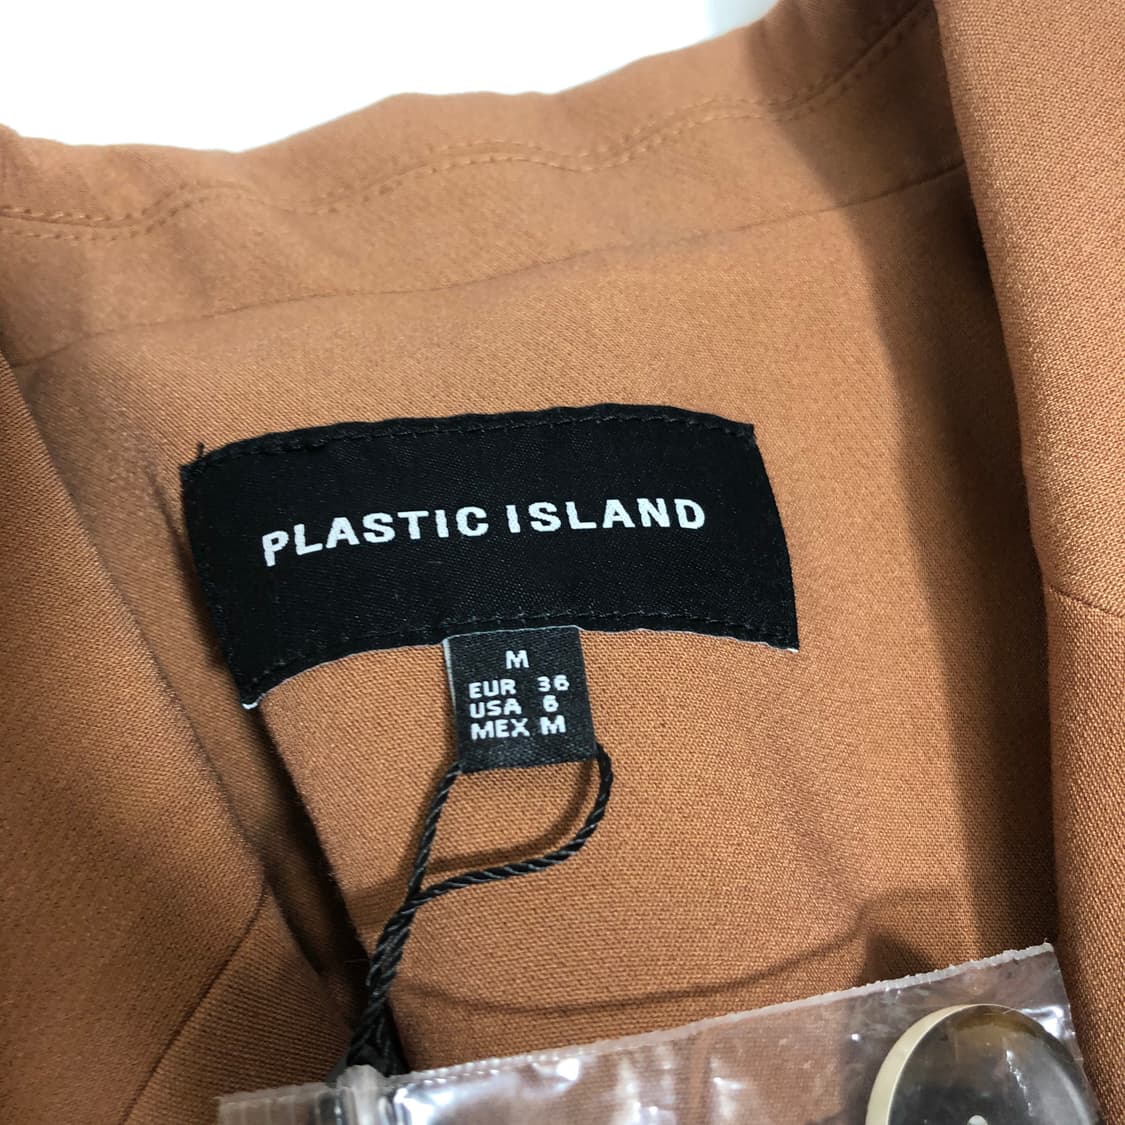 PLASTIC ISLAND
M
EUR 36
USA 6
MEX M